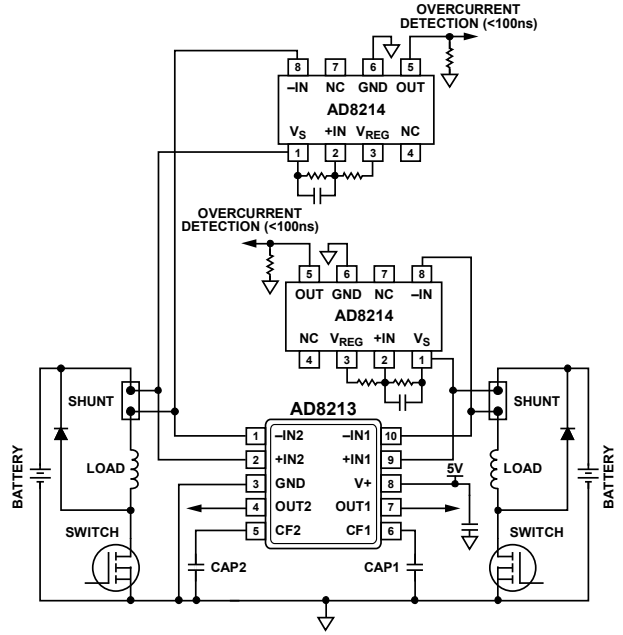 OVERCURRENT
DETECTION (<100ns)
8 7 6 5
–IN NC GND OUT
AD8214
VS +IN VREG NC
1 2 3 4
OVERCURRENT
DETECTION (<100ns)
5 6 7 8
OUT GND NC –IN
AD8214
NC VREG +IN VS
4 3 2 1
SHUNT
SHUNT
AD8213
1 –IN2 –IN1 10
2 +IN2 +IN1 9
3 GND V+ 8
4 OUT2 OUT1 7
5 CF2 CF1 6
5V
BATTERY
LOAD
LOAD
BATTERY
SWITCH
SWITCH
CAP2
CAP1